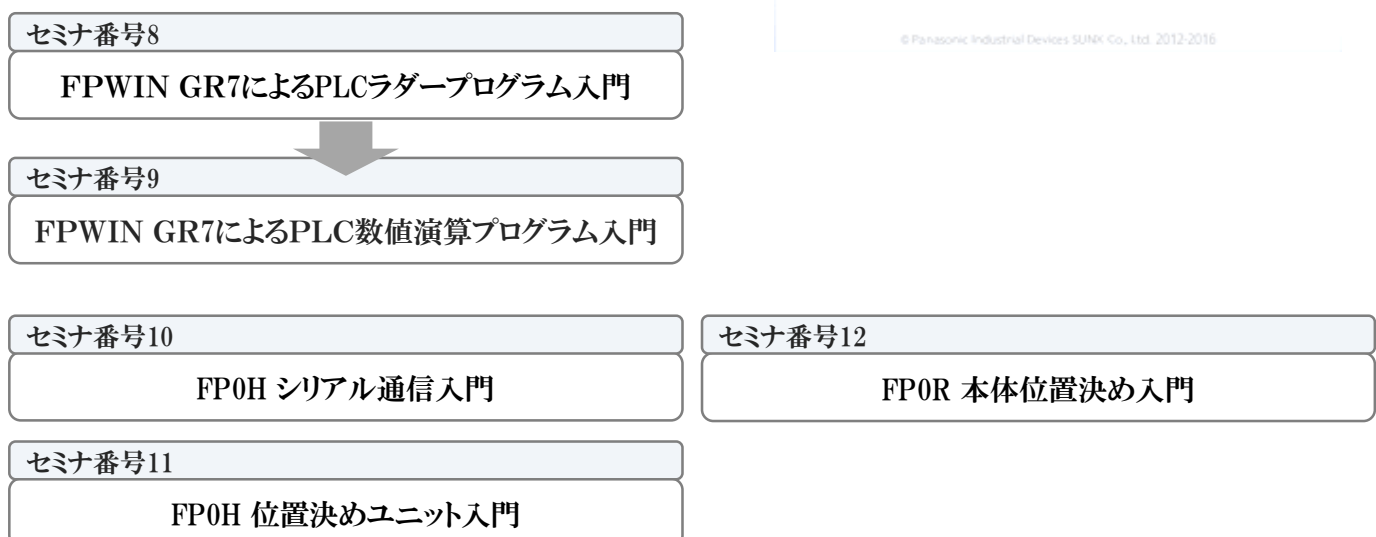 © Panasonic Industrial Devices SUNX Co., Ltd. 2012-2016
セミナ番号8
FPWIN GR7によるPLCラダープログラム入門
セミナ番号9
FPWIN GR7によるPLC数値演算プログラム入門
セミナ番号10
FP0H シリアル通信入門
セミナ番号12
FP0R 本体位置決め入門
セミナ番号11
FP0H 位置決めユニット入門